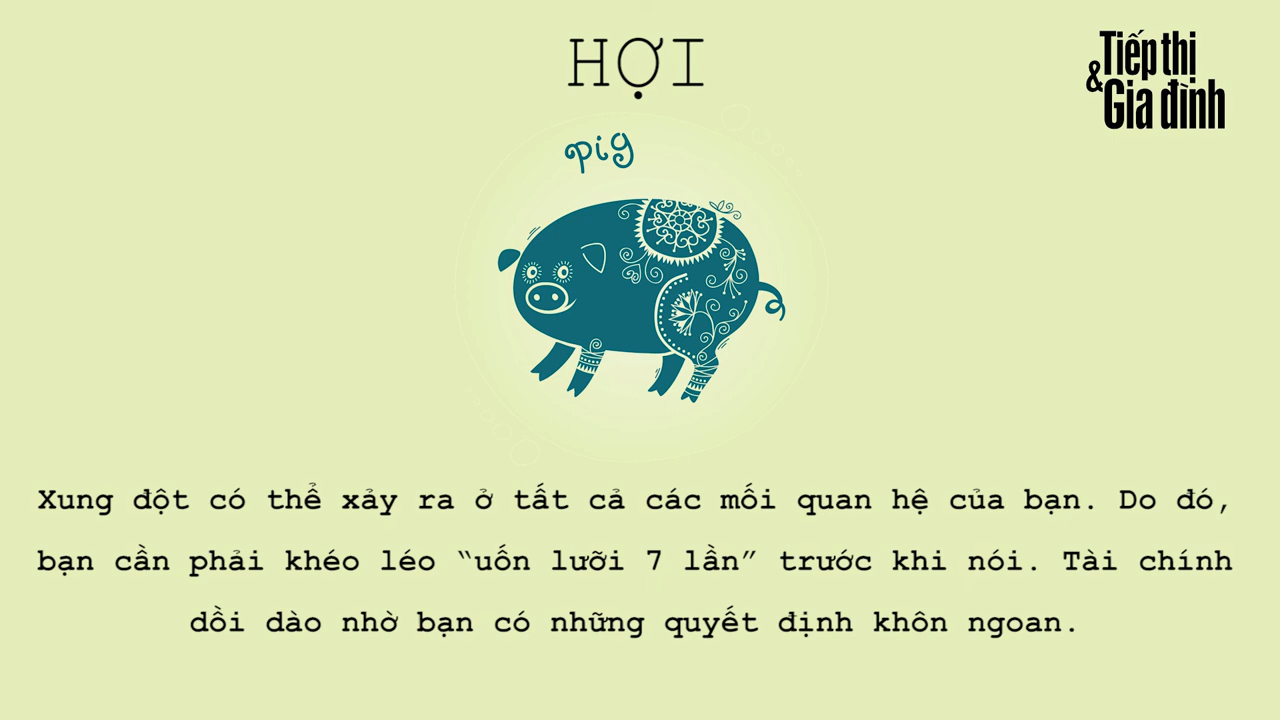 HỢI
Tiếp thị
& Gia đình
pig
Xung đột có thể xảy ra ở tất cả các mối quan hệ của bạn. Do đó,
bạn cần phải khéo léo “uốn lưỡi 7 lần” trước khi nói. Tài chính
dồi dào nhờ bạn có những quyết định khôn ngoan.